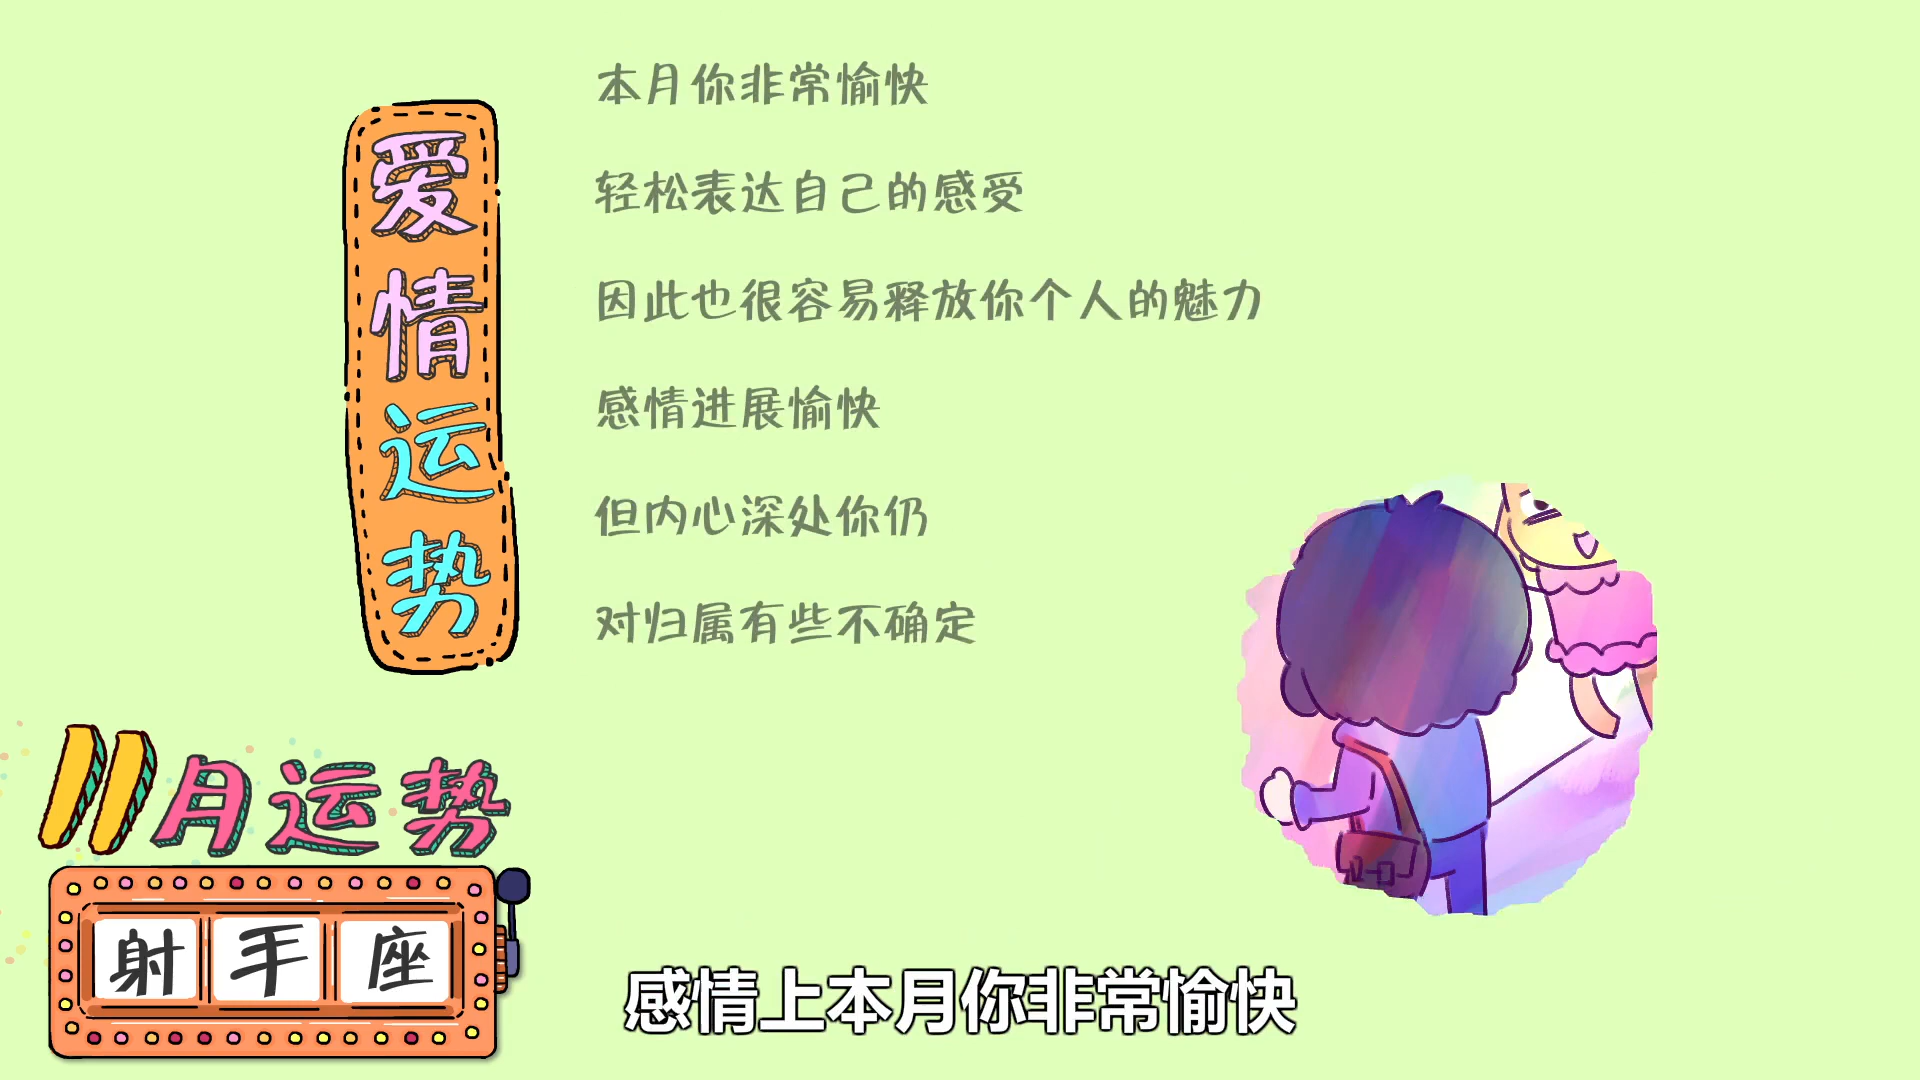 本月你非常愉快
轻松表达自己的感受
因此也很容易释放你个人的魅力
感情进展愉快
但内心深处你仍
对归属有些不确定
爱情运势
11月运势
射手座
感情上本月你非常愉快